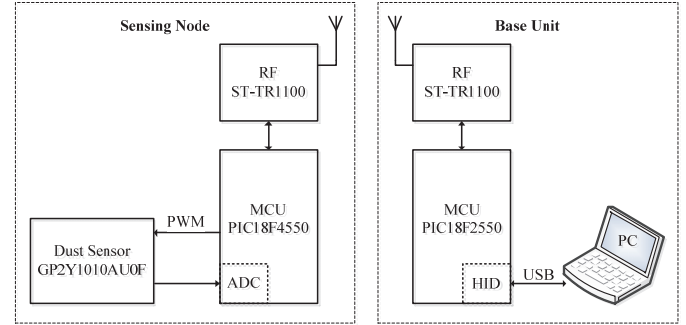 Sensing Node
RF
ST-TR1100
MCU
PIC18F4550
PWM
Dust Sensor
GP2Y1010AU0F
ADC
Base Unit
RF
ST-TR1100
MCU
PIC18F2550
HID
USB
PC